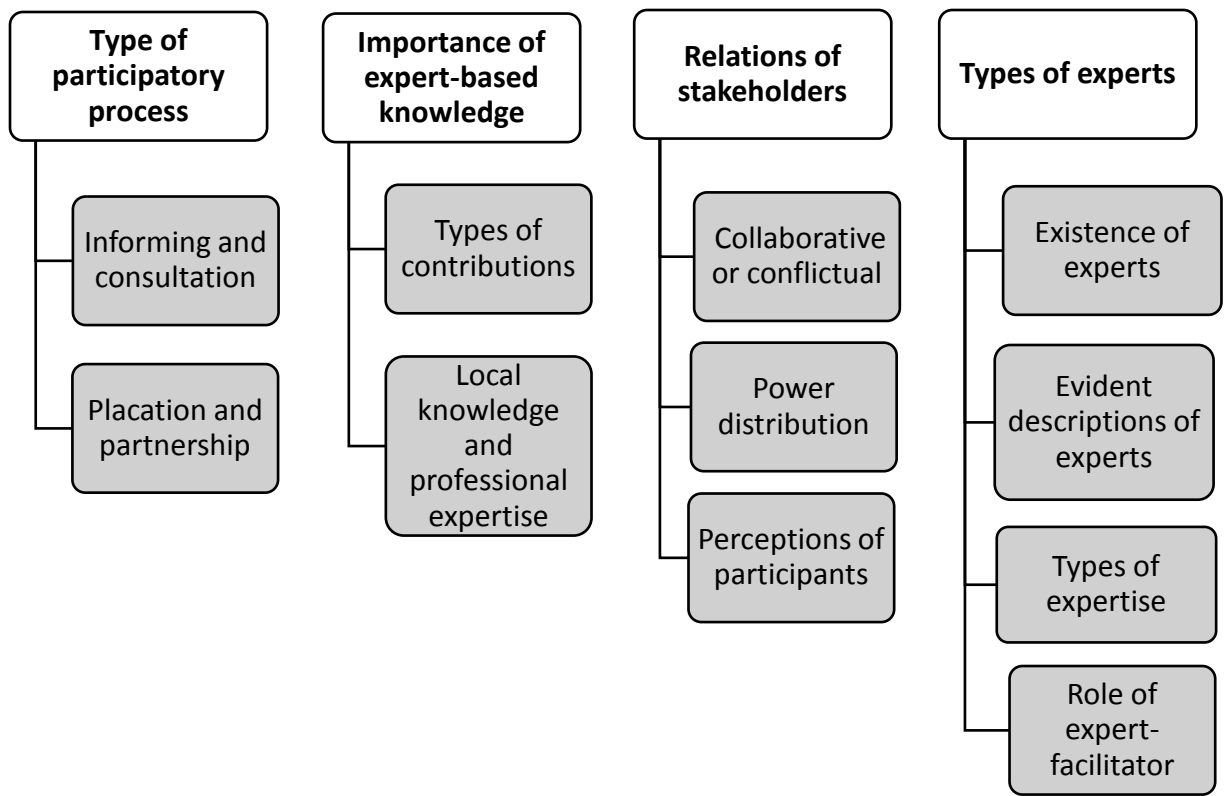 Type of
participatory
process
Informing and
consultation
Placation and
partnership
Importance of
expert-based
knowledge
Types of
contributions
Local
knowledge
and
professional
expertise
Relations of
stakeholders
Collaborative
or conflictual
Power
distribution
Perceptions of
participants
Types of experts
Existence of
experts
Evident
descriptions of
experts
Types of
expertise
Role of
expert-
facilitator